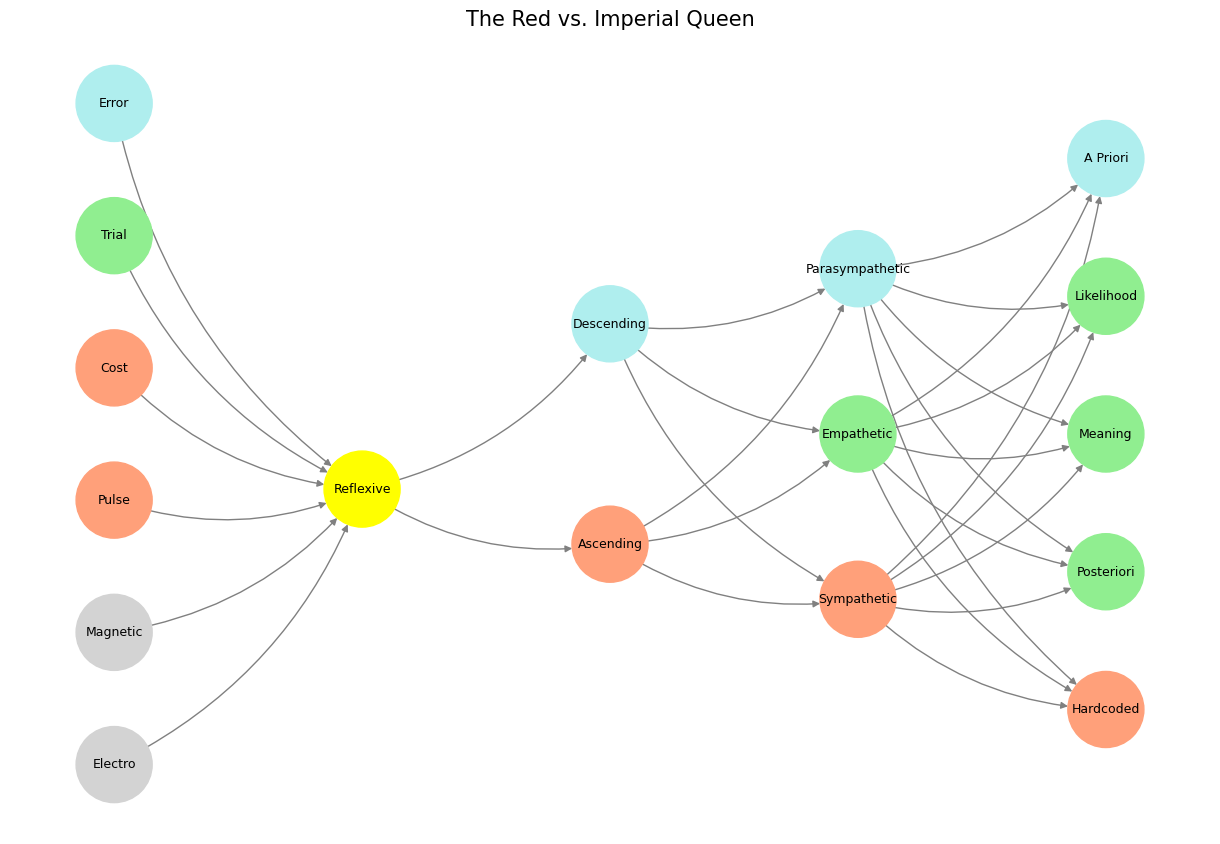 The Red vs. Imperial Queen
Error
Trial
Cost
Pulse
Magnetic
Electro
Reflexive
Descending
Ascending
Parasympathetic
Empathetic
Sympathetic
A Priori
Likelihood
Meaning
Posteriori
Hardcoded